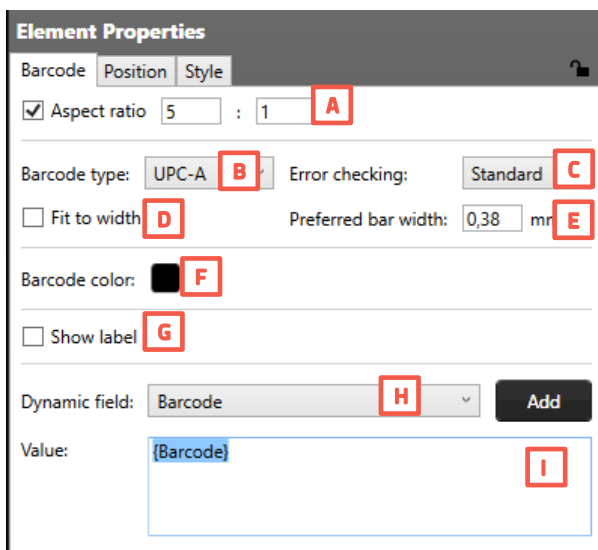 Element Properties
Barcode Position Style
Aspect ratio 5 : 1 A
Barcode type: UPC-A B Error checking: Standard C
Fit to width D Preferred bar width: 0,38 mm E
Barcode color: F
Show label G
Dynamic field: Barcode H Add
Value: {Barcode} I